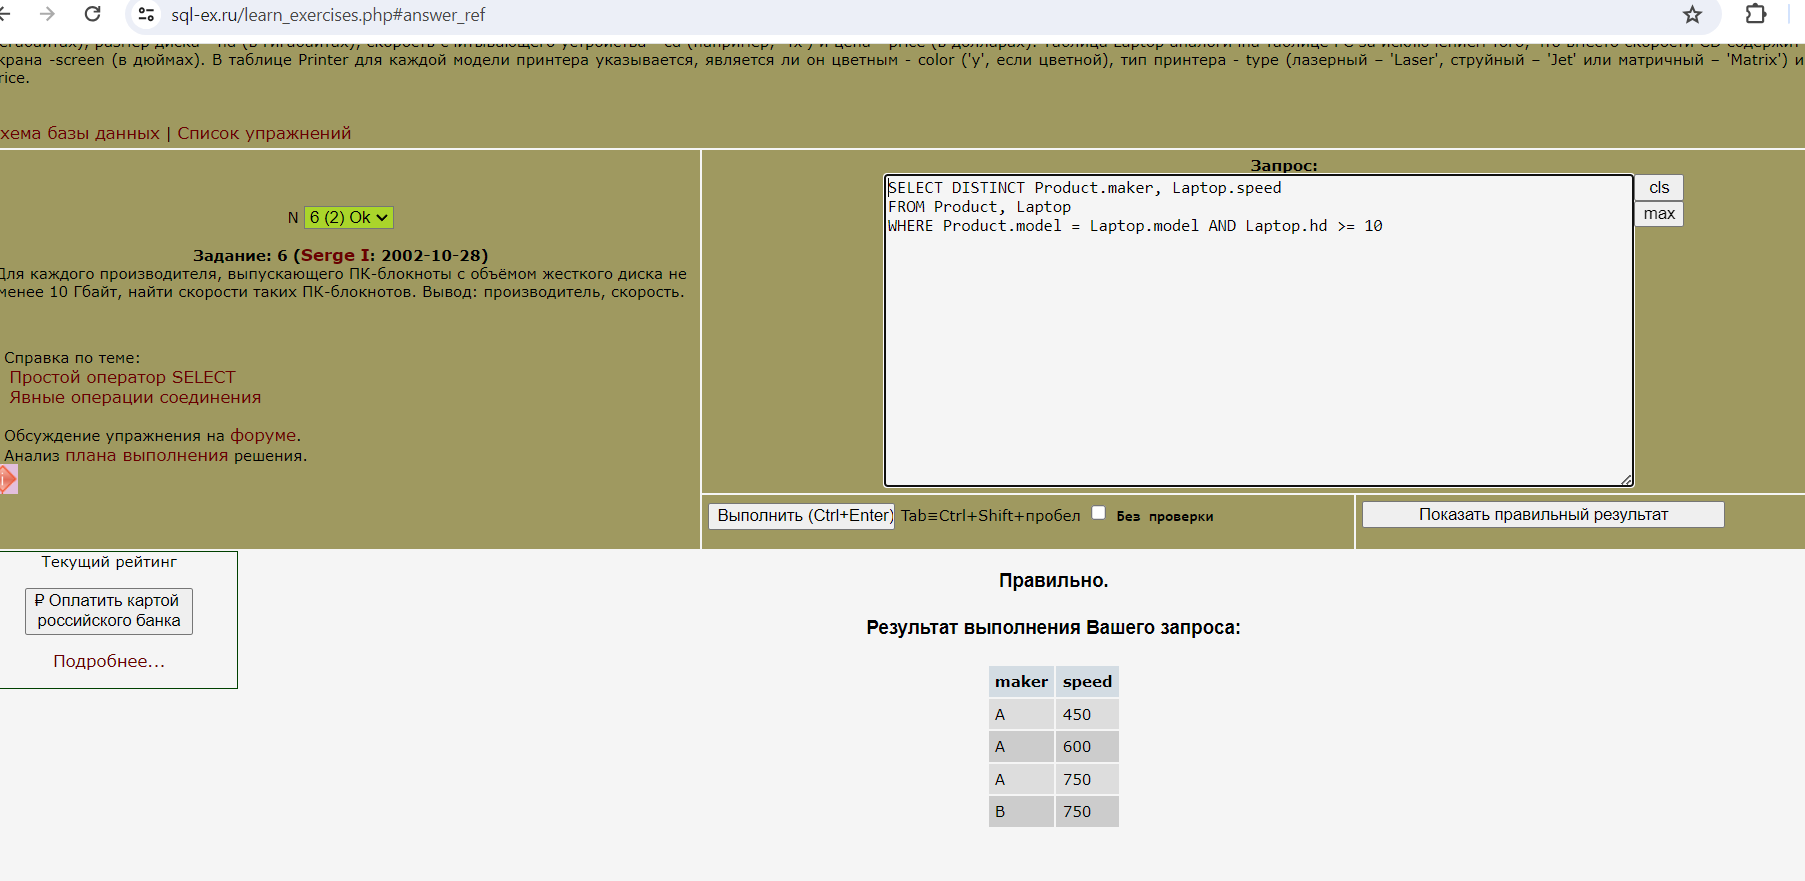 sql-ex.ru/learn_exercises.php#answer_ref
крана -screen (в дюймах). В таблице Printer для каждой модели принтера указывается, является ли он цветным - color ('y', если цветной), тип принтера - type (лазерный – 'Laser', струйный – 'Jet' или матричный – 'Matrix') и
rice.
хема базы данных | Список упражнений
N 6 (2) Ok
Задание: 6 (Serge I: 2002-10-28)
Для каждого производителя, выпускающего ПК-блокноты c объёмом жесткого диска не
менее 10 Гбайт, найти скорости таких ПК-блокнотов. Вывод: производитель, скорость.
Справка по теме:
Простой оператор SELECT
Явные операции соединения
Обсуждение упражнения на форуме.
Анализ плана выполнения решения.
Запрос:
SELECT DISTINCT Product.maker, Laptop.speed
FROM Product, Laptop
WHERE Product.model = Laptop.model AND Laptop.hd >= 10
cls
max
Выполнить (Ctrl+Enter) Tab≡Ctrl+Shift+пробел Без проверки
Показать правильный результат
Текущий рейтинг
₽ Оплатить картой
российского банка
Подробнее...
Правильно.
Результат выполнения Вашего запроса:
maker speed
A 450
A 600
A 750
B 750